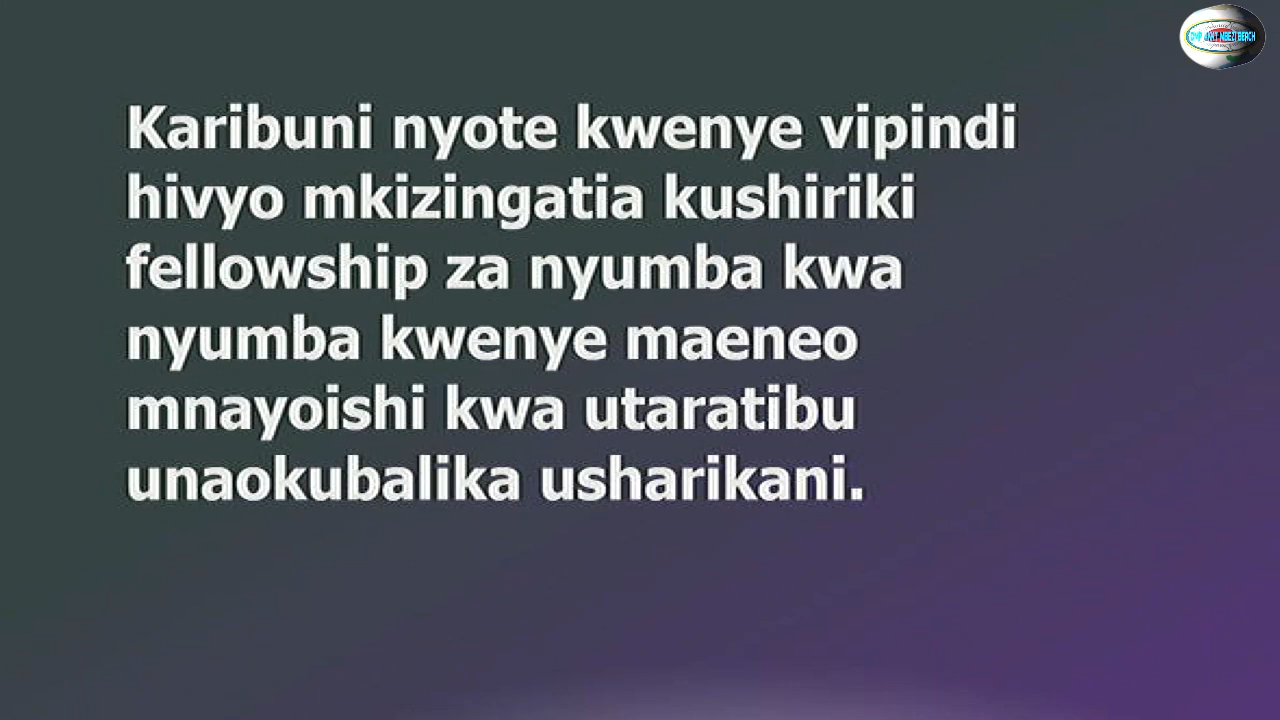 Karibuni nyote kwenye vipindi
hivyo mkizingatia kushiriki
fellowship za nyumba kwa
nyumba kwenye maeneo
mnayoishi kwa utaratibu
unaokubalika usharikani.